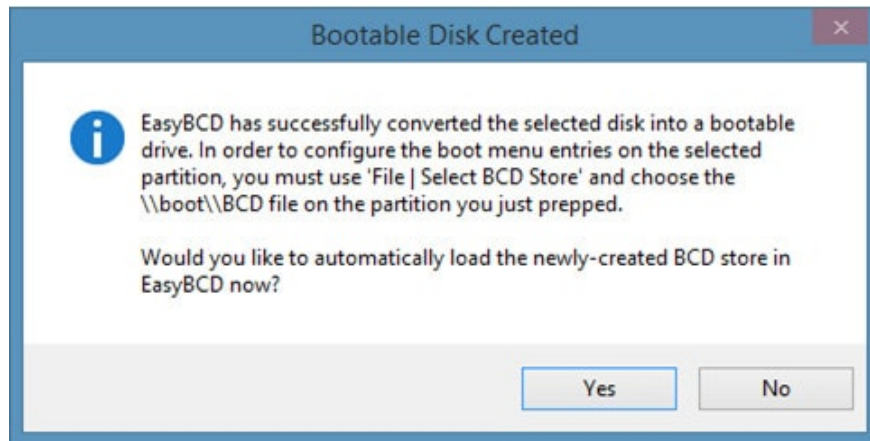 Bootable Disk Created
EasyBCD has successfully converted the selected disk into a bootable
drive. In order to configure the boot menu entries on the selected
partition, you must use 'File | Select BCD Store' and choose the
\\boot\\BCD file on the partition you just prepped.
Would you like to automatically load the newly-created BCD store in
EasyBCD now?
Yes
No